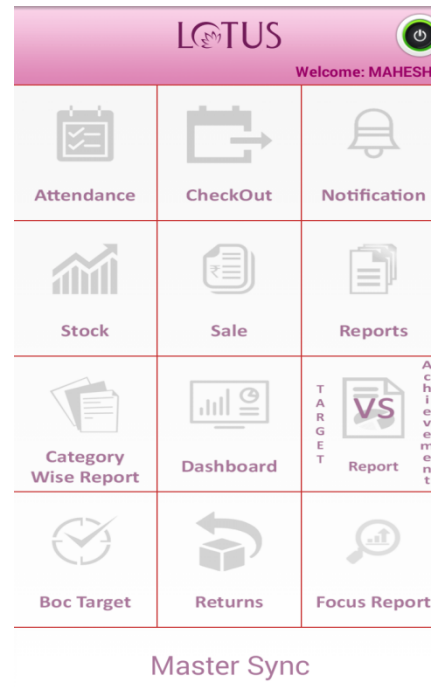 LOTUS
Welcome: MAHESH
Attendance
CheckOut
Notification
Stock
Sale
Reports
Category
Wise Report
Dashboard
TARGET
VS
Report
Achievement
Boc Target
Returns
Focus Report
Master Sync